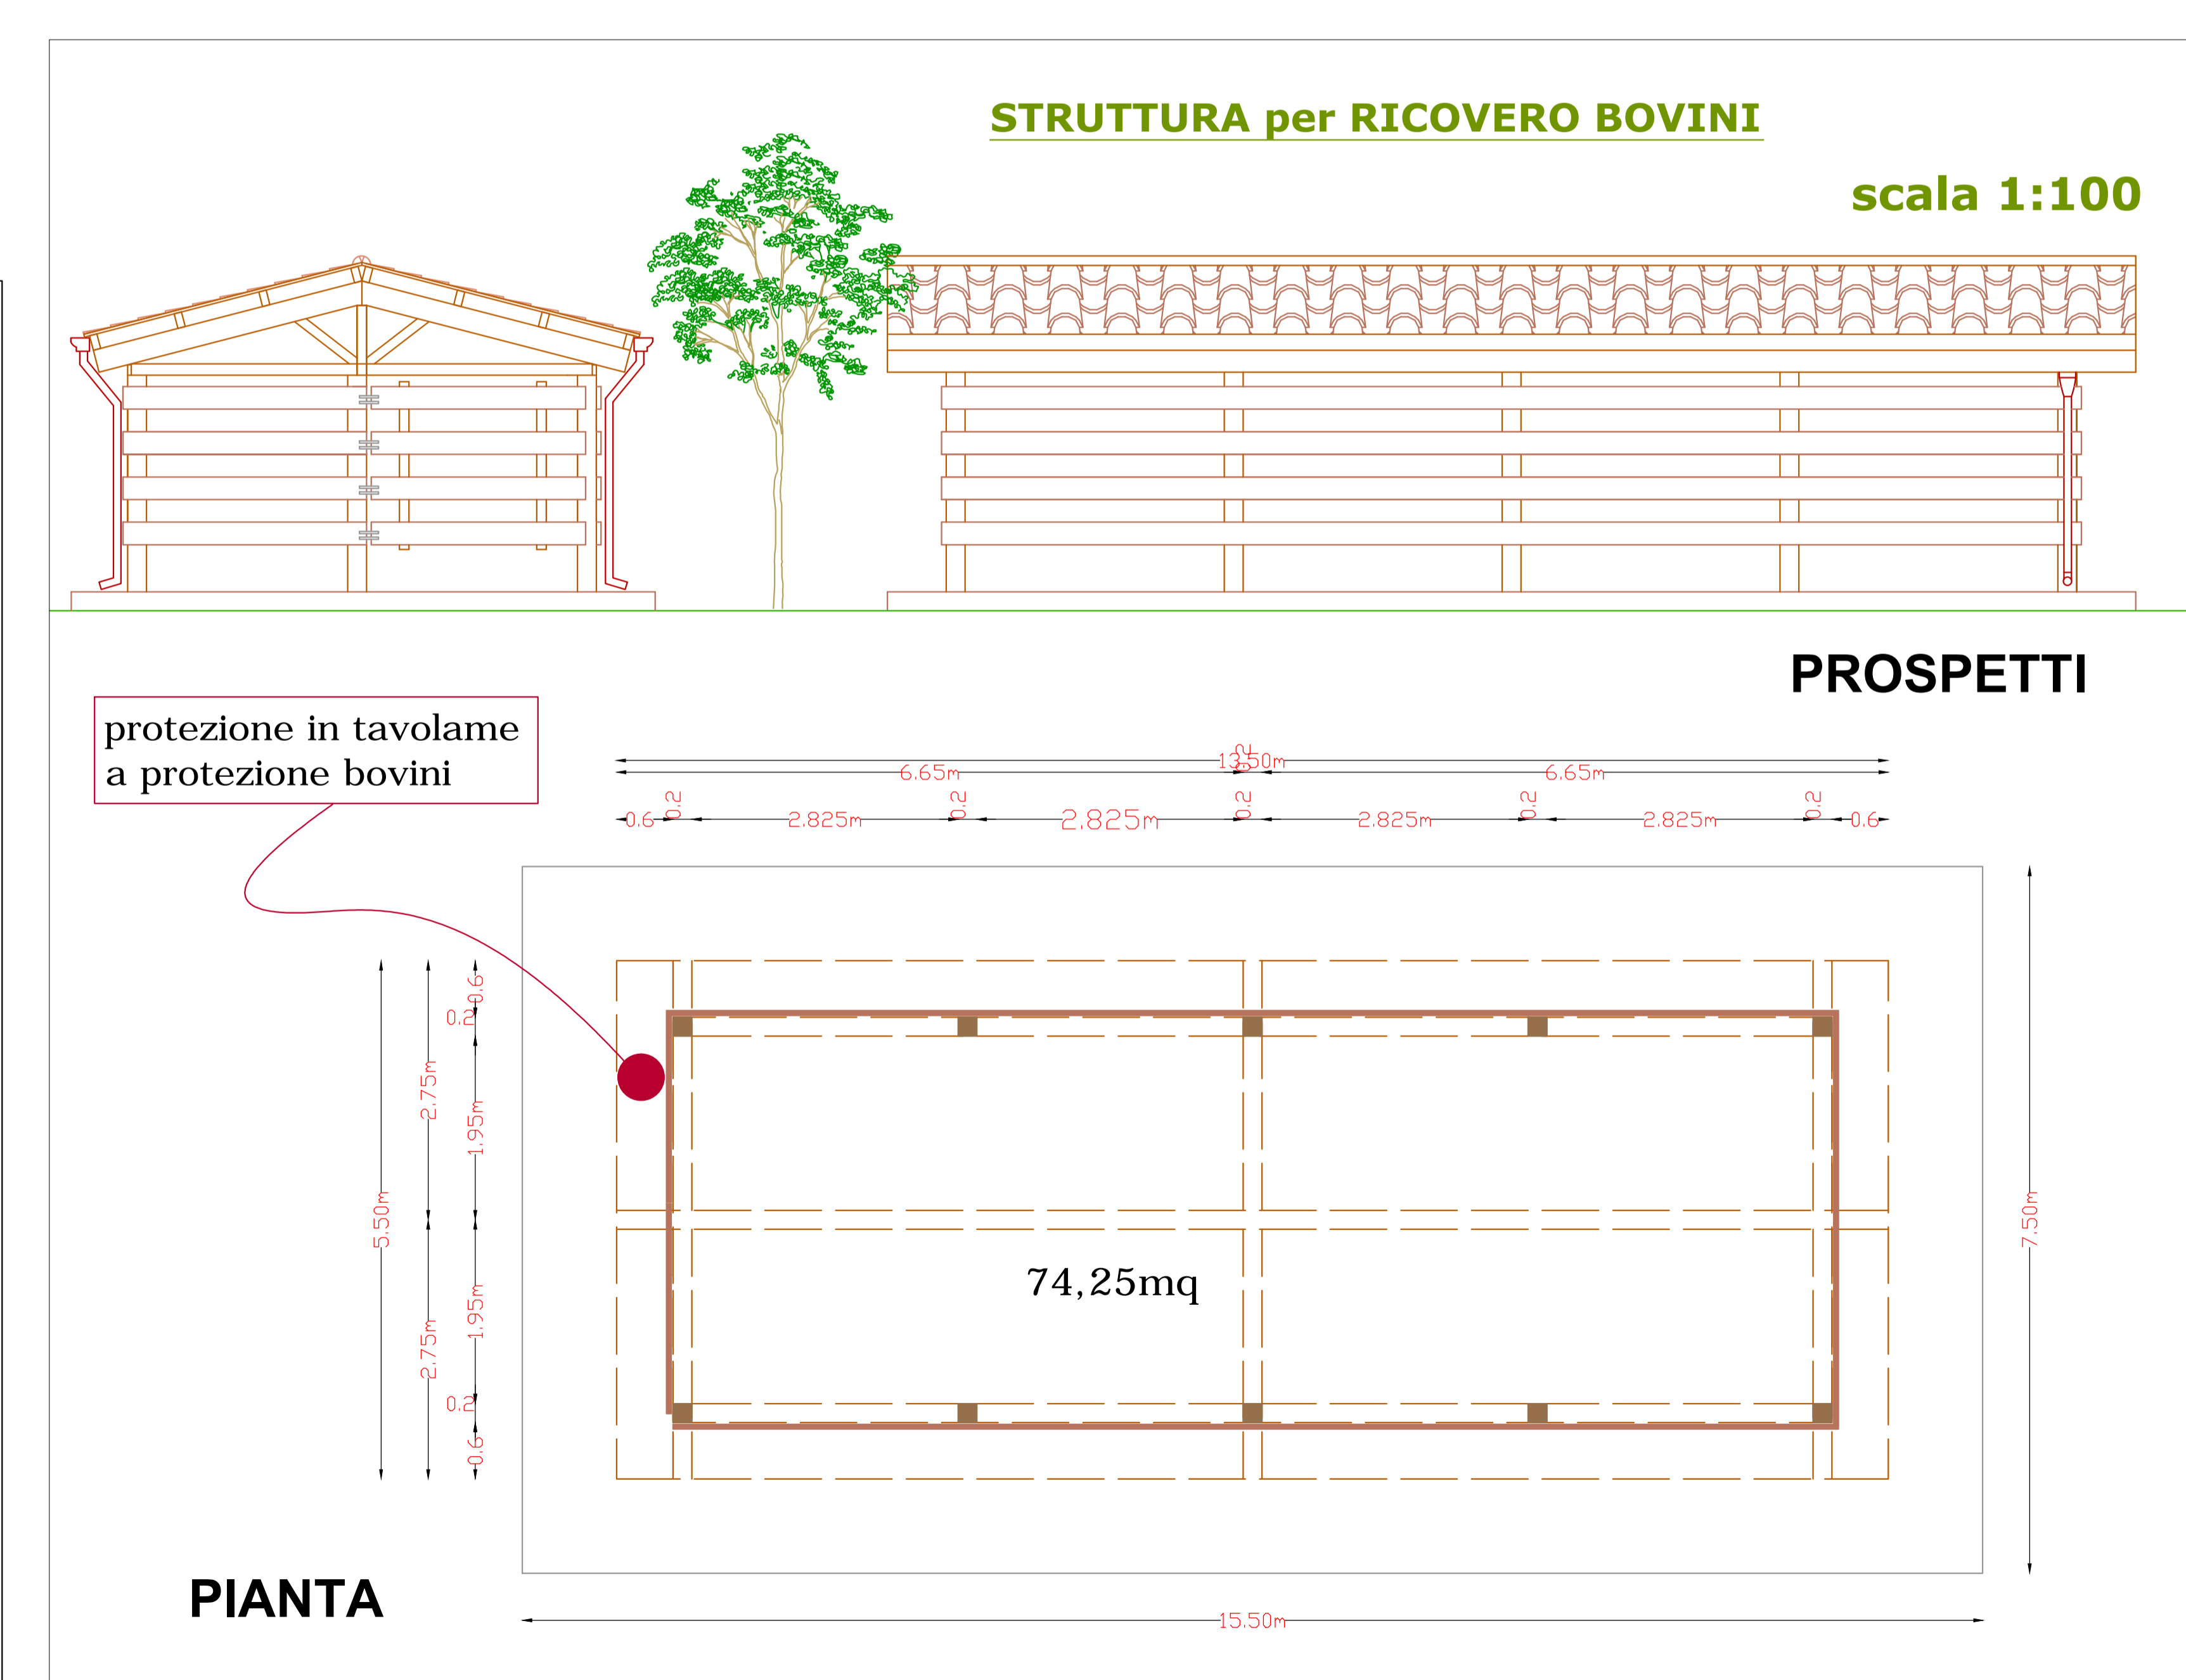 STRUTTURA per RICOVERO BOVINI
scala 1:100
PROSPETTI
protezione in tavolame
a protezione bovini
13.50m
0.2
6.65m
6.65m
0.2
0.2
0.2
0.2
0.2
0.6
2.825m
2.825m
2.825m
2.825m
0.6
0.6
0.2
2.75m
1.95m
5.50m
7.50m
74,25mq
1.95m
2.75m
0.2
0.6
PIANTA
15.50m